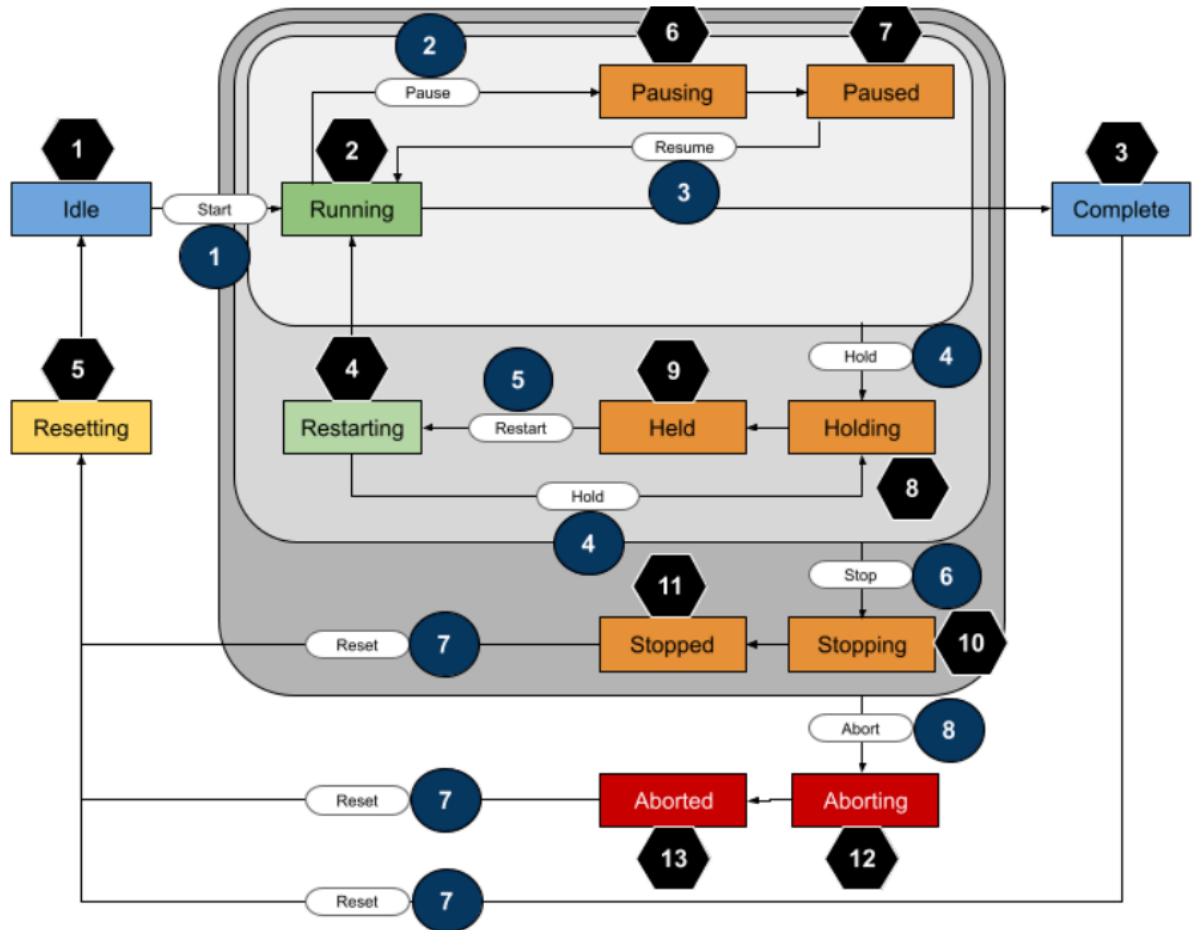 2
6
7
Pause
Pausing
Paused
1
2
Resume
3
3
Idle
Start
Running
Complete
1
5
4
5
9
Hold
4
Resetting
Restarting
Restart
Held
Holding
8
Hold
4
11
Stop
6
Reset
7
Stopped
Stopping
10
Abort
8
Reset
7
Aborted
Aborting
13
12
Reset
7